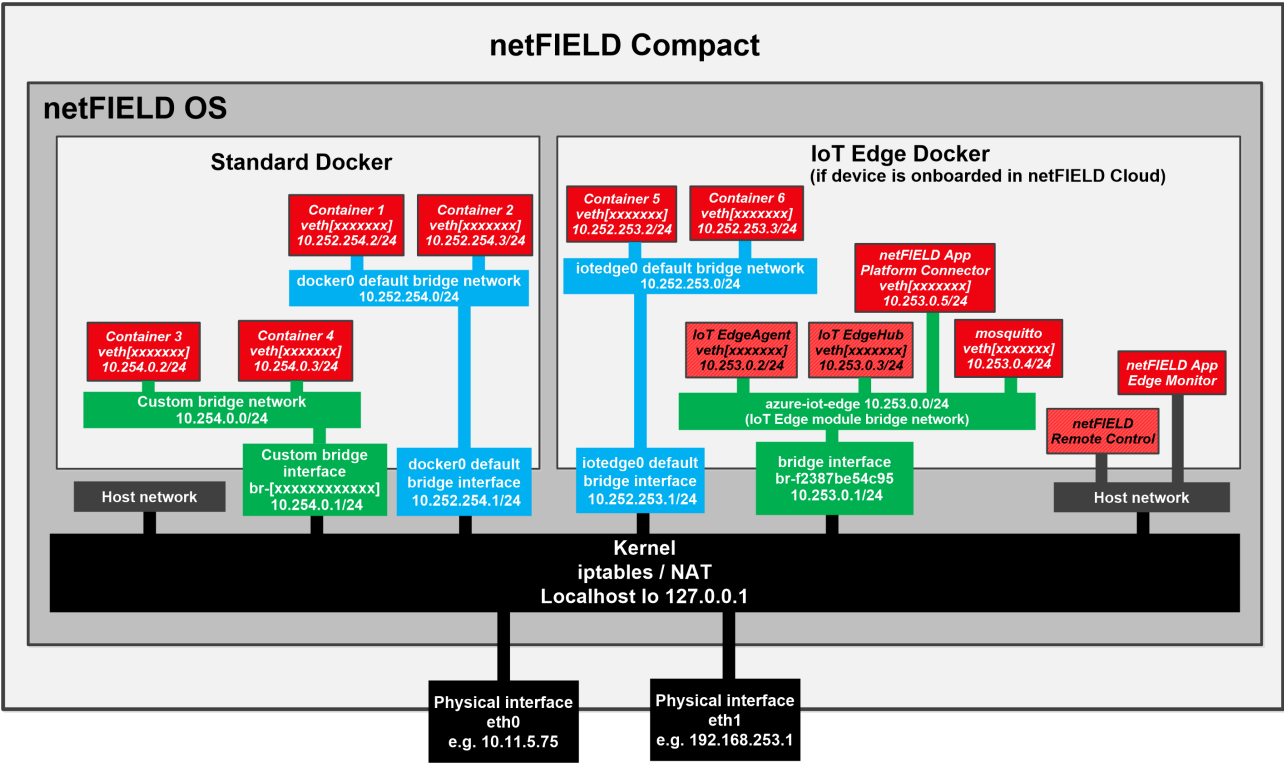 netFIELD Compact
netFIELD OS
Standard Docker
Container 1
veth[xxxxxxx]
10.252.254.2/24
Container 2
veth[xxxxxxx]
10.252.254.3/24
docker0 default bridge network
10.252.254.0/24
Container 3
veth[xxxxxxx]
10.254.0.2/24
Container 4
veth[xxxxxxx]
10.254.0.3/24
Custom bridge network
10.254.0.0/24
Custom bridge
interface
br-[xxxxxxxxxxxx]
10.254.0.1/24
docker0 default
bridge interface
10.252.254.1/24
Host network
IoT Edge Docker
(if device is onboarded in netFIELD Cloud)
Container 5
veth[xxxxxxx]
10.252.253.2/24
Container 6
veth[xxxxxxx]
10.252.253.3/24
iotedge0 default bridge network
10.252.253.0/24
netFIELD App
Platform Connector
veth[xxxxxxx]
10.253.0.5/24
IoT EdgeAgent
veth[xxxxxxx]
10.253.0.2/24
IoT EdgeHub
veth[xxxxxxx]
10.253.0.3/24
mosquitto
veth[xxxxxxx]
10.253.0.4/24
netFIELD App
Edge Monitor
azure-iot-edge 10.253.0.0/24
(IoT Edge module bridge network)
netFIELD
Remote Control
iotedge0 default
bridge interface
10.252.253.1/24
bridge interface
br-f2387be54c95
10.253.0.1/24
Host network
Kernel
iptables / NAT
Localhost lo 127.0.0.1
Physical interface
eth0
e.g. 10.11.5.75
Physical interface
eth1
e.g. 192.168.253.1